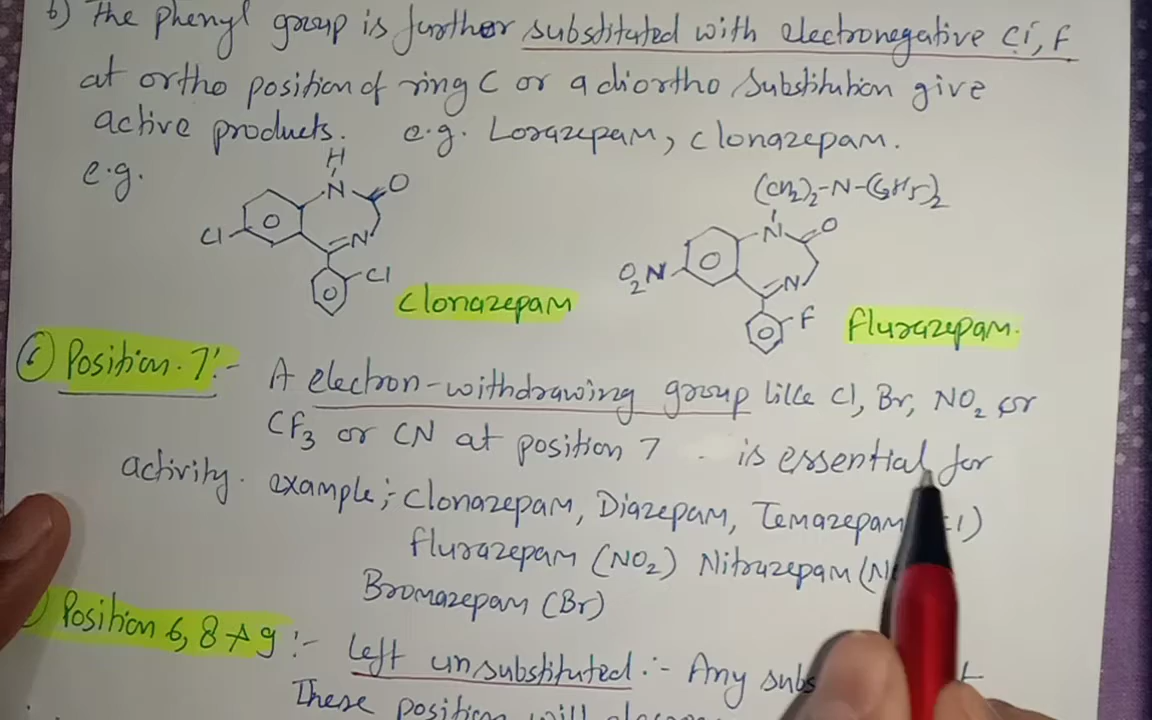 b) The phenyl group is further substituted with electronegative Cl, F
at ortho position of ring C or a diortho substitution give
active products. e.g. Lorazepam, clonazepam.
e.g.
H
N
O
Cl
N
Cl
Clonazepam
(CH2)2-N-(C2H5)2
N
O
O2N
N
F
Flurazepam.
c) Position 7:- A electron-withdrawing group like Cl, Br, NO2 or
CF3 or CN at position 7 is essential for
activity. example:- Clonazepam, Diazepam, Temazepam
Flurazepam (NO2) Nitrazepam
Bromazepam (Br)
Position 6, 8 & 9 :- Left unsubstituted :- Any
These position will